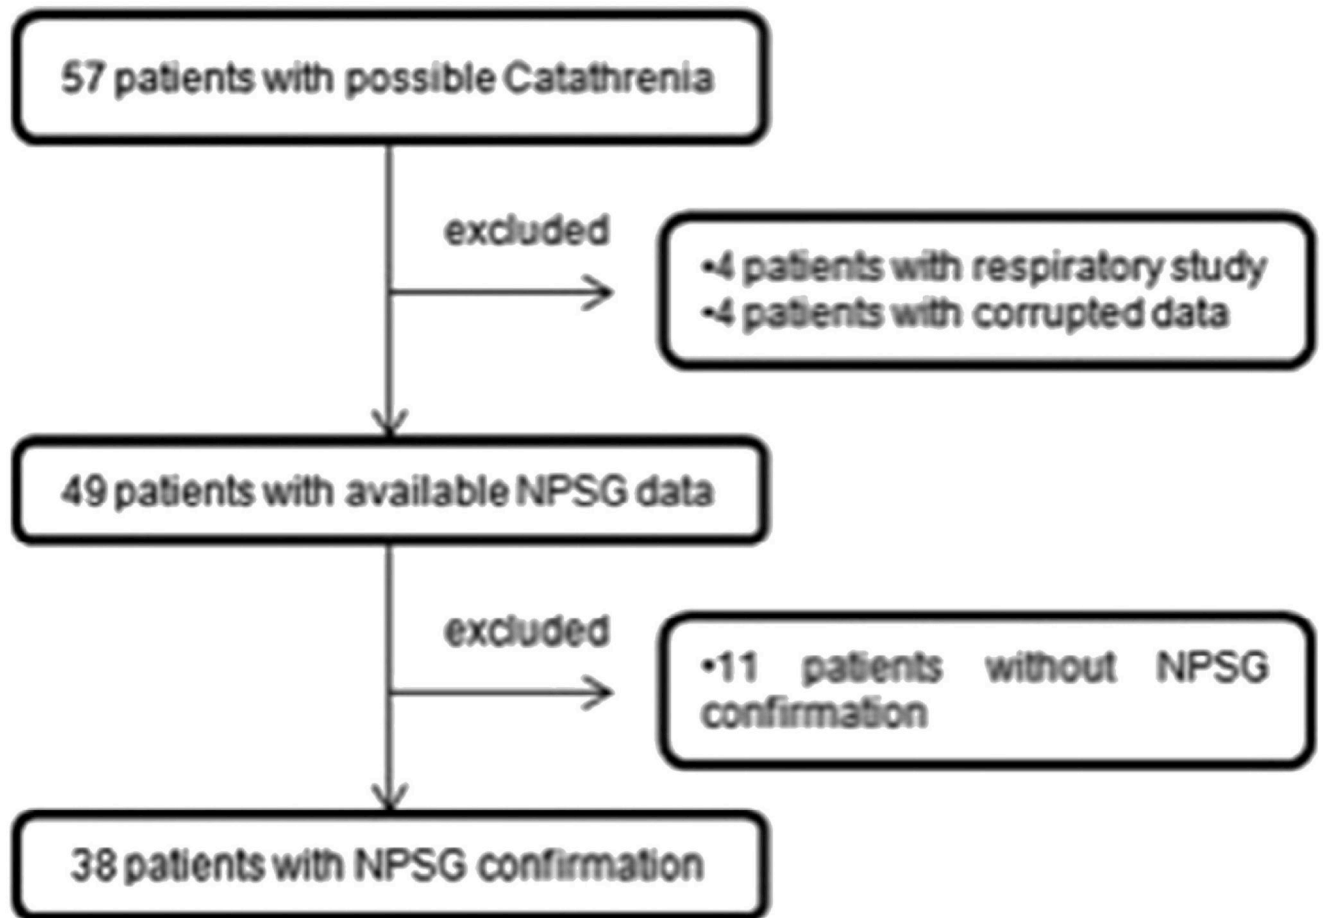 57 patients with possible Catathrenia
excluded
•4 patients with respiratory study
•4 patients with corrupted data
49 patients with available NPSG data
excluded
•11 patients without NPSG
confirmation
38 patients with NPSG confirmation